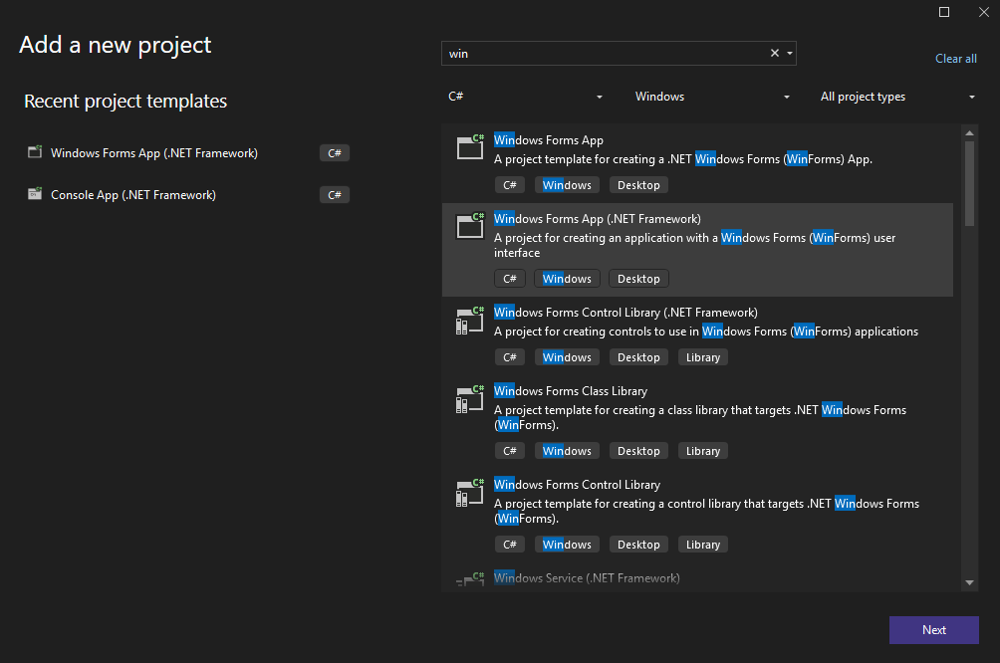 Add a new project
Recent project templates
Windows Forms App (.NET Framework)
C#
Console App (.NET Framework)
C#
win
Clear all
C#
Windows
All project types
C#
Windows Forms App
A project template for creating a .NET Windows Forms (WinForms) App.
C# Windows Desktop
C#
Windows Forms App (.NET Framework)
A project for creating an application with a Windows Forms (WinForms) user
interface
C# Windows Desktop
C#
Windows Forms Control Library (.NET Framework)
A project for creating controls to use in Windows Forms (WinForms) applications
C# Windows Desktop Library
C#
Windows Forms Class Library
A project template for creating a class library that targets .NET Windows Forms
(WinForms).
C# Windows Desktop Library
C#
Windows Forms Control Library
A project template for creating a control library that targets .NET Windows Forms
(WinForms).
C# Windows Desktop Library
C#
Windows Service (.NET Framework)
Next